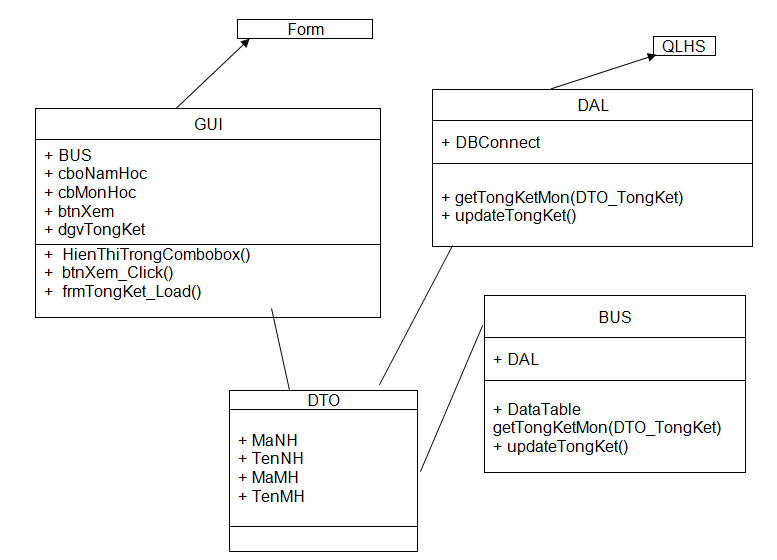 Form
QLHS
GUI
+ BUS
+ cboNamHoc
+ cbMonHoc
+ btnXem
+ dgvTongKet
+ HienThiTrongCombobox()
+ btnXem_Click()
+ frmTongKet_Load()
DAL
+ DBConnect
+ getTongKetMon(DTO_TongKet)
+ updateTongKet()
BUS
+ DAL
+ DataTable
getTongKetMon(DTO_TongKet)
+ updateTongKet()
DTO
+ MaNH
+ TenNH
+ MaMH
+ TenMH